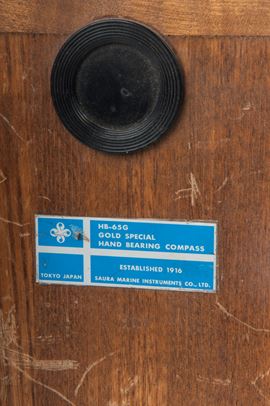 HB-65G
GOLD SPECIAL
HAND BEARING COMPASS
TOKYO JAPAN
ESTABLISHED 1916
SAURA MARINE INSTRUMENTS CO., LTD.